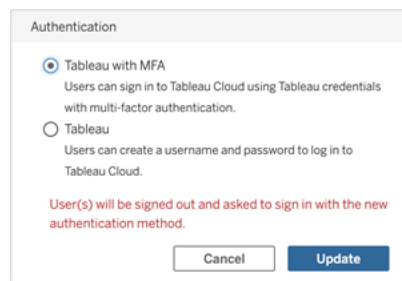 Authentication
Tableau with MFA
Users can sign in to Tableau Cloud using Tableau credentials
with multi-factor authentication.
Tableau
Users can create a username and password to log in to
Tableau Cloud.
User(s) will be signed out and asked to sign in with the new
authentication method.
Cancel Update